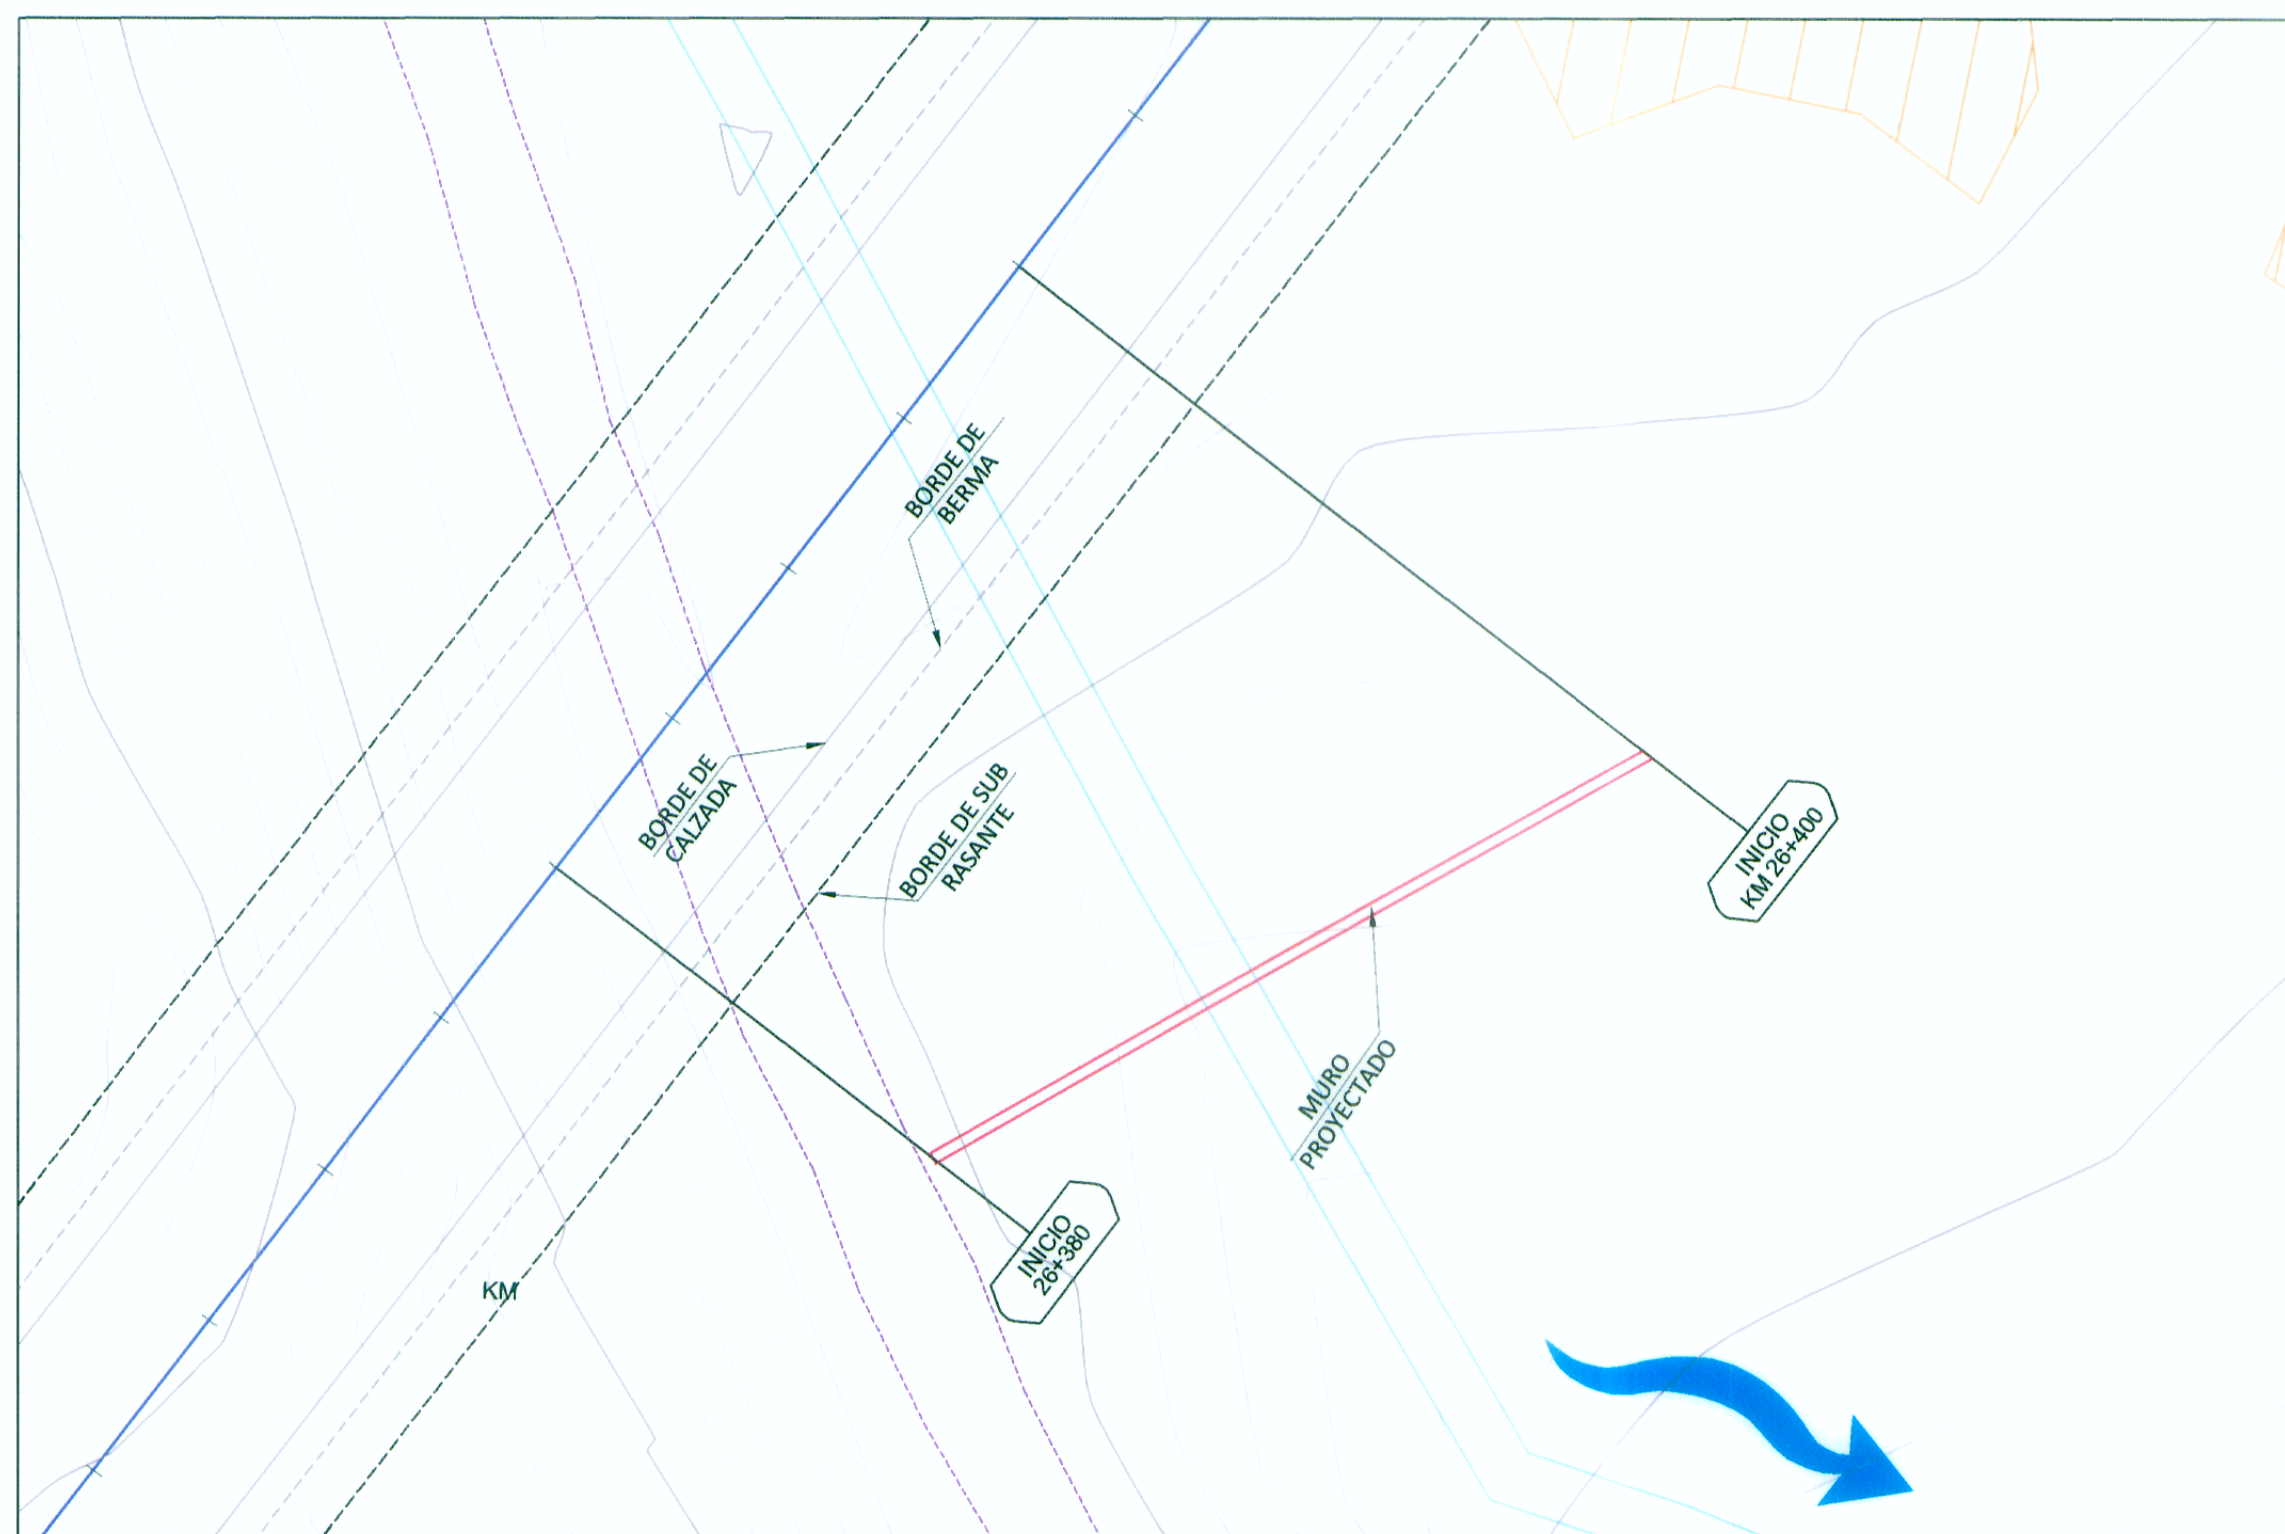 BORDE DE
BERMA
BORDE DE
CALZADA
BORDE DE SUB
RASANTE
INICIO
KM 26+400
MURO
PROYECTADO
INICIO
26+380
KM